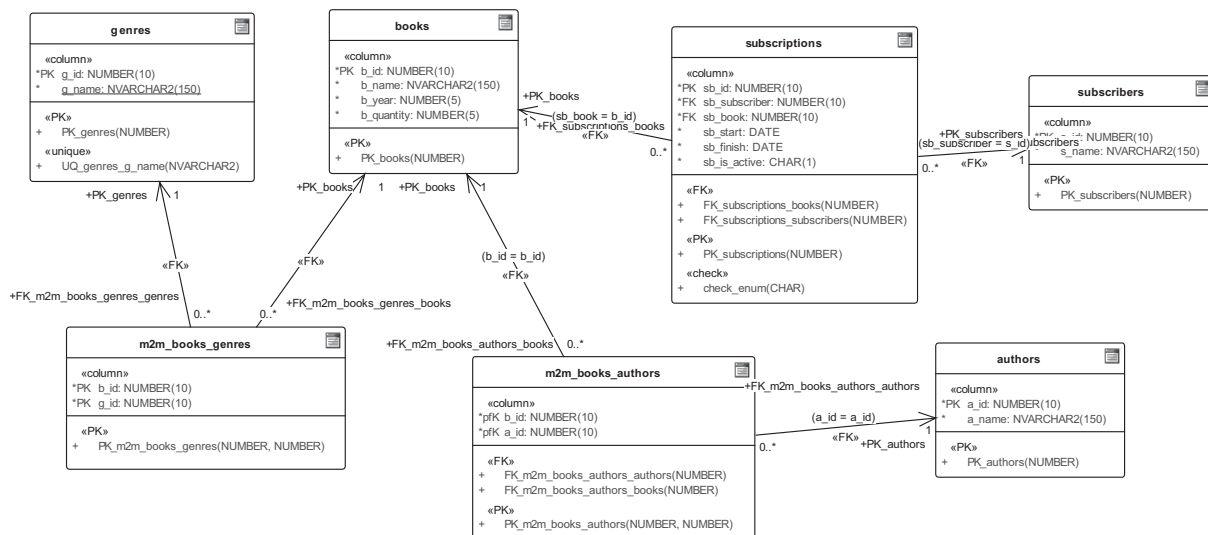 genres
«column»
*PK g_id: NUMBER(10)
* g_name: NVARCHAR2(150)
«PK»
+ PK_genres(NUMBER)
«unique»
+ UQ_genres_g_name(NVARCHAR2)
books
«column»
*PK b_id: NUMBER(10)
* b_name: NVARCHAR2(150)
* b_year: NUMBER(5)
* b_quantity: NUMBER(5)
«PK»
+ PK_books(NUMBER)
subscriptions
«column»
*PK sb_id: NUMBER(10)
*FK sb_subscriber: NUMBER(10)
*FK sb_book: NUMBER(10)
* sb_start: DATE
* sb_finish: DATE
* sb_is_active: CHAR(1)
«FK»
+ FK_subscriptions_books(NUMBER)
+ FK_subscriptions_subscribers(NUMBER)
«PK»
+ PK_subscriptions(NUMBER)
«check»
+ check_enum(CHAR)
subscribers
«column»
s_id: NUMBER(10)
s_name: NVARCHAR2(150)
«PK»
+ PK_subscribers(NUMBER)
+PK_books
(sb_book = b_id)
1
+FK_subscriptions_books
«FK»
0..*
+PK_subscribers
(sb_subscriber = s_id)
«FK»
0..*
1
+PK_genres
1
«FK»
+FK_m2m_books_genres_genres
0..*
+PK_books
1
«FK»
+FK_m2m_books_genres_books
0..*
+PK_books
1
(b_id = b_id)
«FK»
+FK_m2m_books_authors_books
0..*
m2m_books_genres
«column»
*PK b_id: NUMBER(10)
*PK g_id: NUMBER(10)
«PK»
+ PK_m2m_books_genres(NUMBER, NUMBER)
m2m_books_authors
«column»
*pfK b_id: NUMBER(10)
*pfK a_id: NUMBER(10)
«FK»
+ FK_m2m_books_authors_authors(NUMBER)
+ FK_m2m_books_authors_books(NUMBER)
«PK»
+ PK_m2m_books_authors(NUMBER, NUMBER)
+FK_m2m_books_authors_authors
(a_id = a_id)
0..*
«FK»
+PK_authors
1
authors
«column»
*PK a_id: NUMBER(10)
* a_name: NVARCHAR2(150)
«PK»
+ PK_authors(NUMBER)